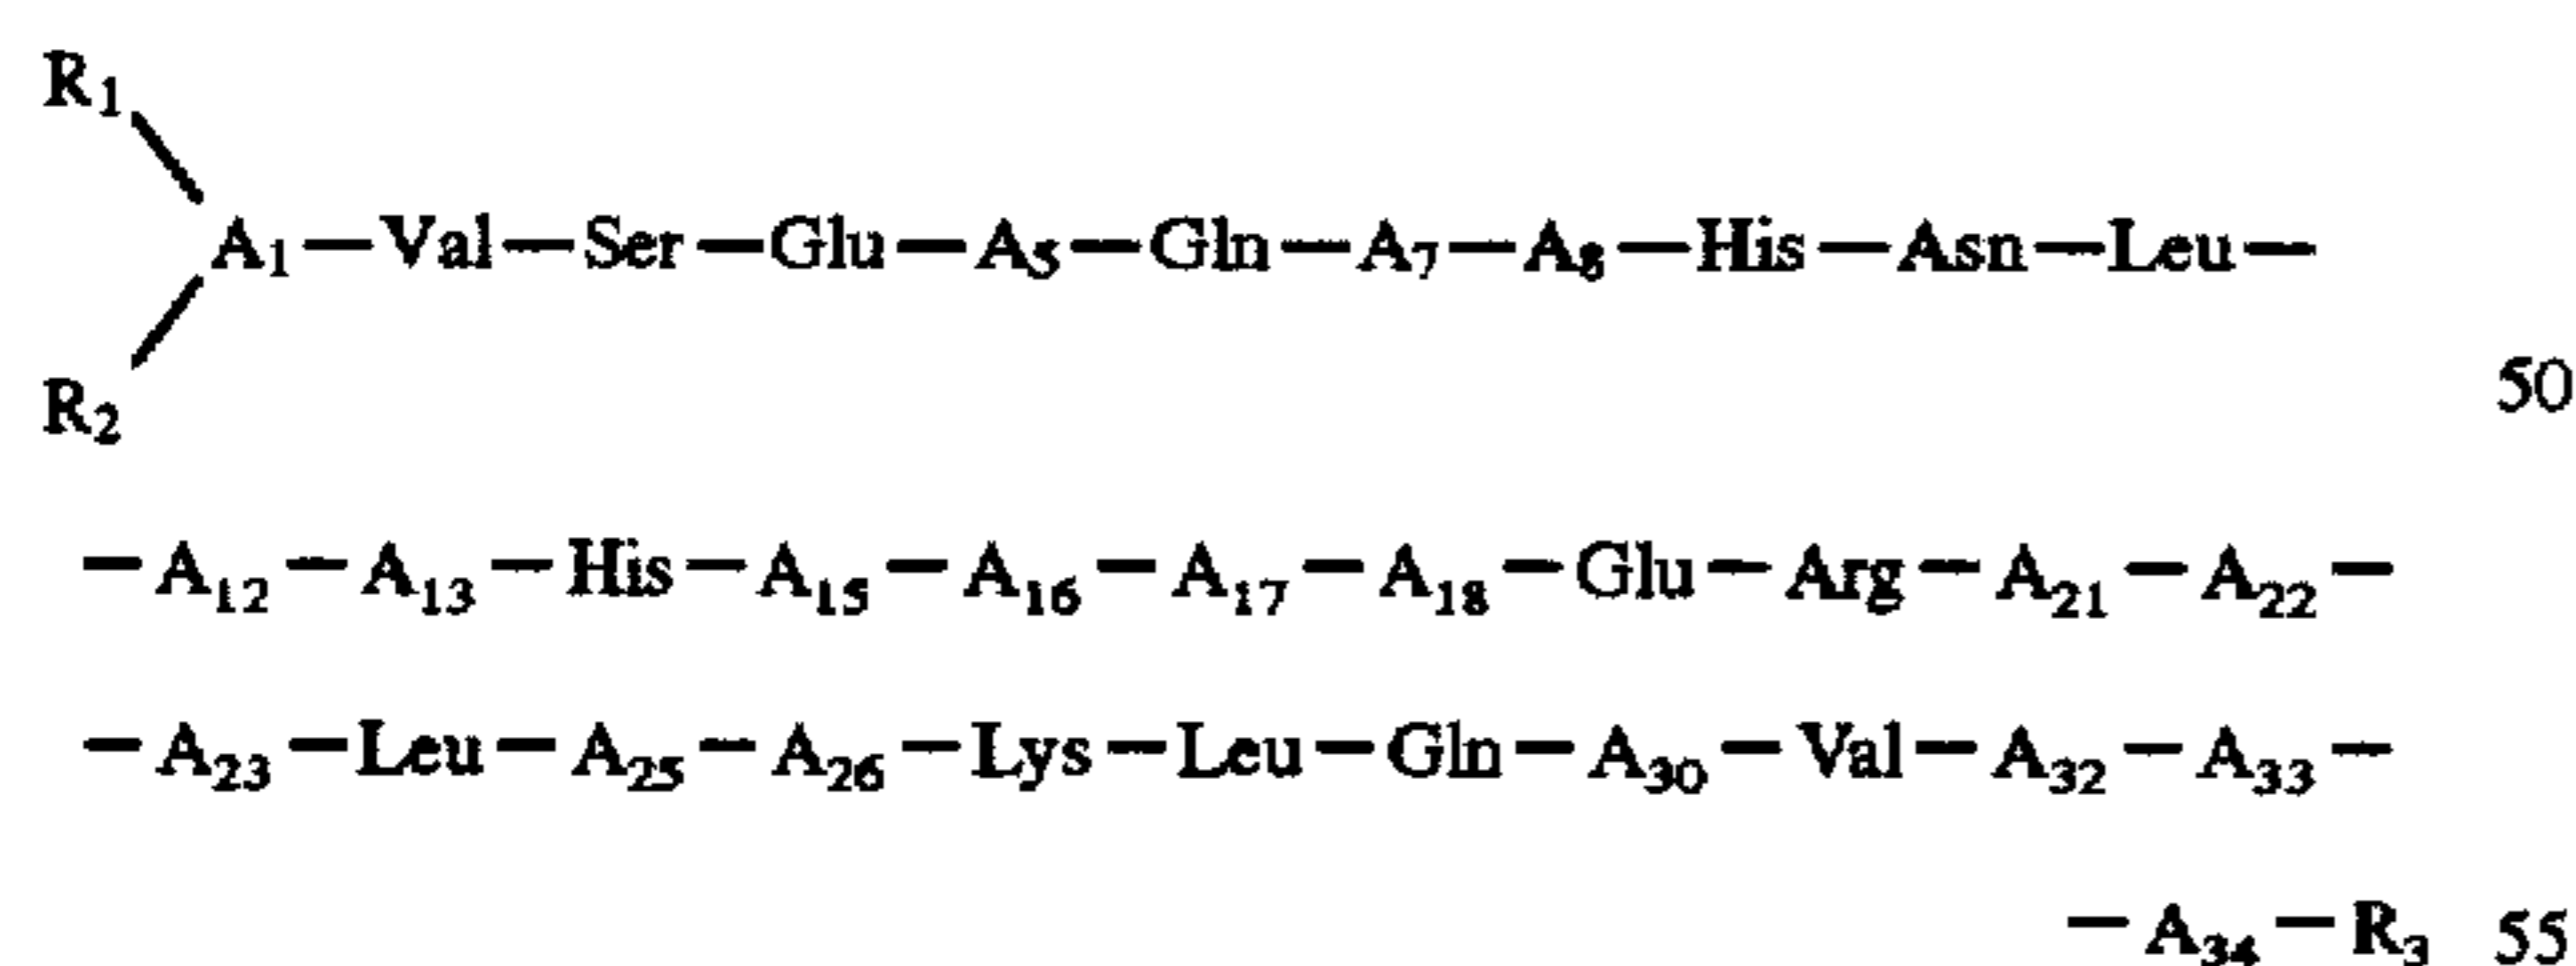 R1
A1—Val—Ser—Glu—A5—Gln—A7—A8—His—Asn—Leu—
R2
50
—A12—A13—His—A15—A16—A17—A18—Glu—Arg—A21—A22—
—A23—Leu—A25—A26—Lys—Leu—Gln—A30—Val—A32—A33—
—A34—R3 55